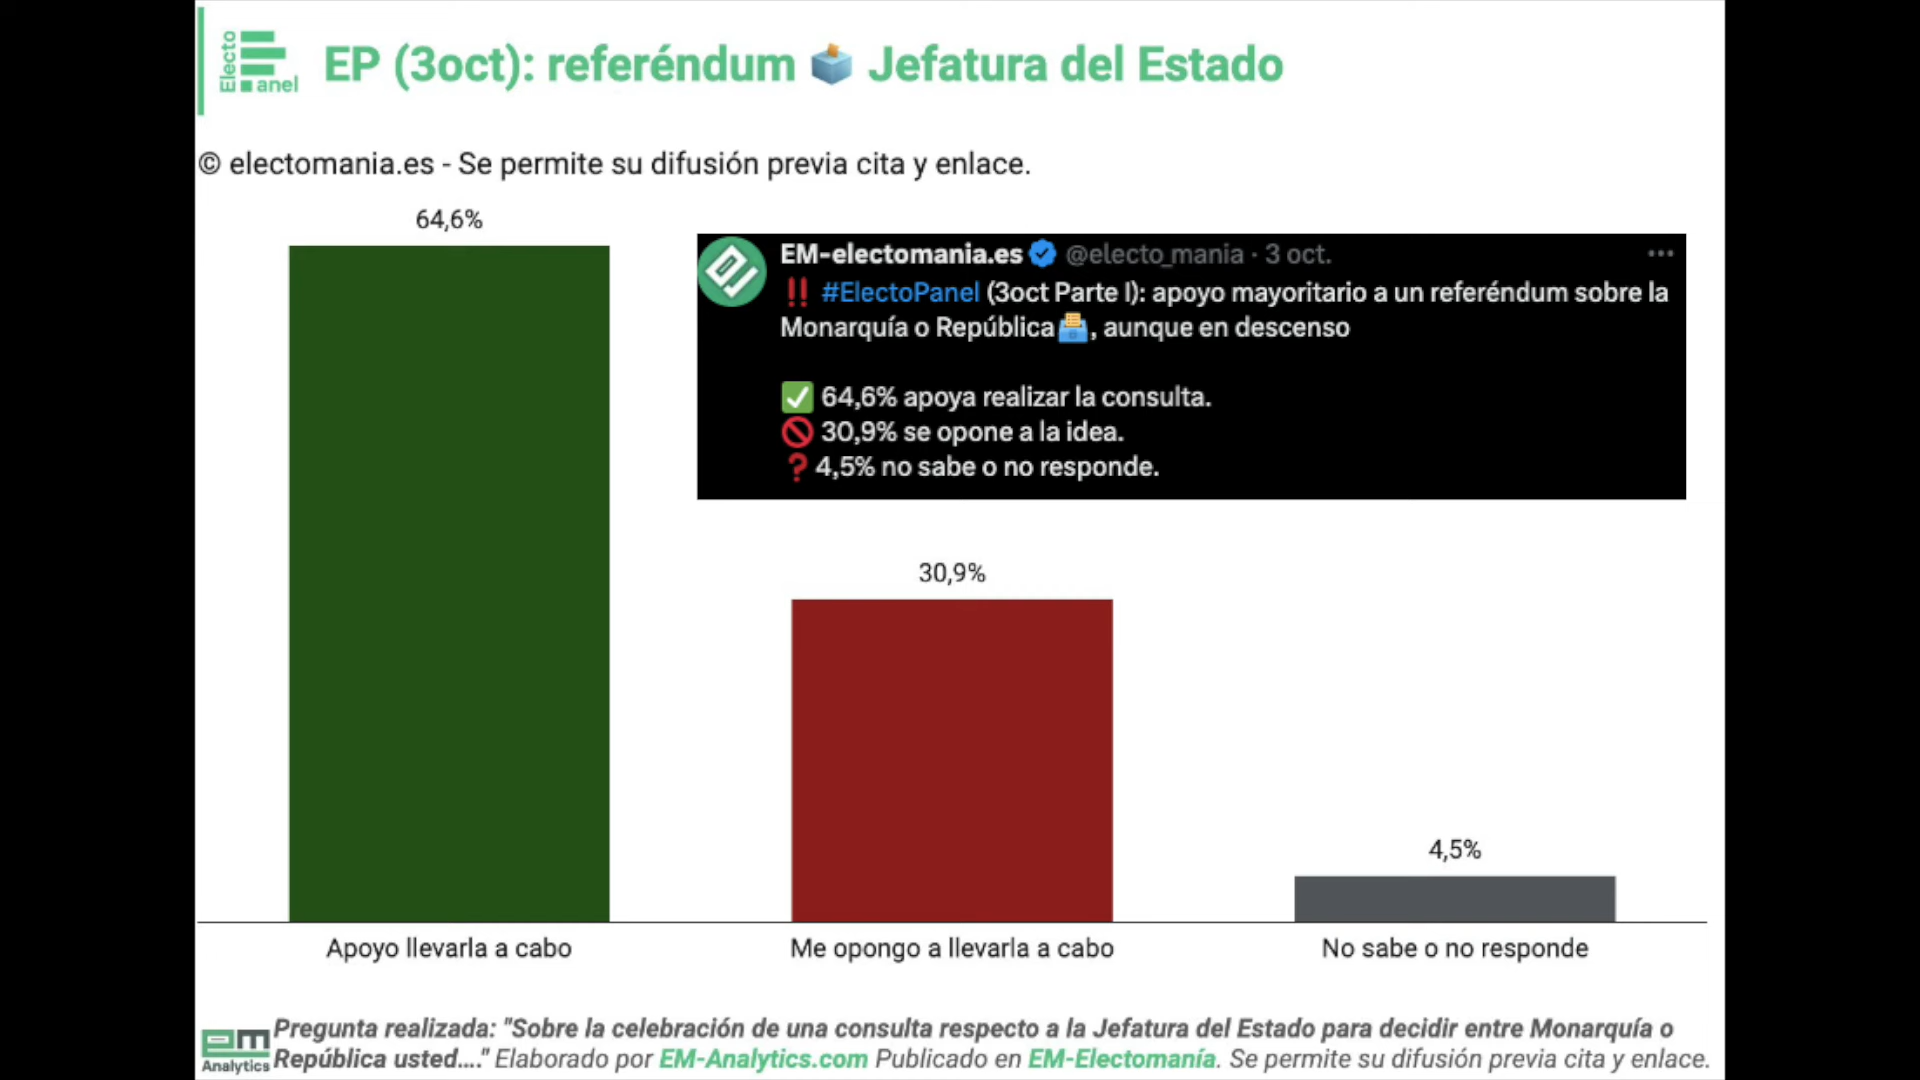 Electo
Panel
EP (3oct): referéndum 🗳️ Jefatura del Estado
© electomania.es - Se permite su difusión previa cita y enlace.
64,6%
EM-electomania.es @electo_mania · 3 oct.
‼️ #ElectoPanel (3oct Parte I): apoyo mayoritario a un referéndum sobre la
Monarquía o República🗳️, aunque en descenso
✅ 64,6% apoya realizar la consulta.
🚫 30,9% se opone a la idea.
❓ 4,5% no sabe o no responde.
30,9%
4,5%
Apoyo llevarla a cabo
Me opongo a llevarla a cabo
No sabe o no responde
em
Analytics
Pregunta realizada: "Sobre la celebración de una consulta respecto a la Jefatura del Estado para decidir entre Monarquía o
República usted...." Elaborado por EM-Analytics.com Publicado en EM-Electomanía. Se permite su difusión previa cita y enlace.